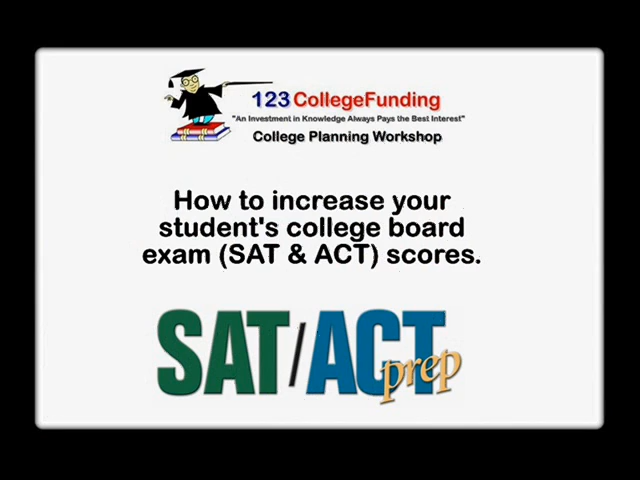 123 CollegeFunding
"An Investment in Knowledge Always Pays the Best Interest"
College Planning Workshop
How to increase your
student's college board
exam (SAT & ACT) scores.
SAT/ACT
prep